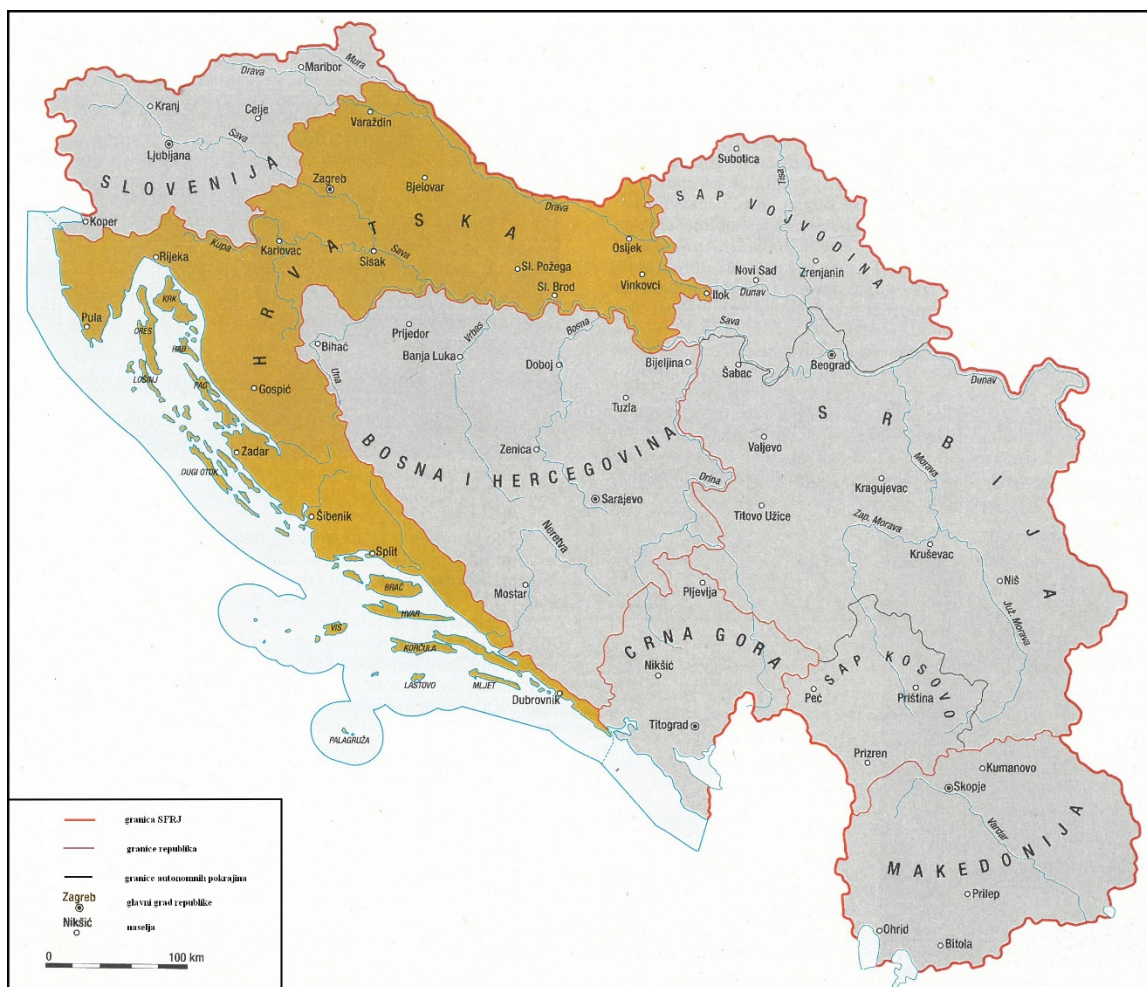 Mura
Maribor
Drava
Kranj
Celje
Varaždin
Sava
Ljubljana
SLOVENIJA
Subotica
Tisa
Zagreb
Bjelovar
SAP VOJVODINA
Koper
Drava
HRVATSKA
Osijek
Kupa
Karlovac
Rijeka
Sisak
Sava
Sl. Požega
Vinkovci
Novi Sad
Zrenjanin
Sl. Brod
Ilok
Dunav
KRK
Pula
CRES
Prijedor
Vrbas
Bosna
Sava
RAB
Bihać
Banja Luka
Doboj
Bijeljina
Šabac
Beograd
LOŠINJ
PAG
Una
Gospić
Dunav
Tuzla
SRBIJA
Valjevo
Zadar
BOSNA I HERCEGOVINA
Zenica
Morava
DUGI OTOK
Drina
Kragujevac
Sarajevo
Titovo Užice
Šibenik
Neretva
Zap. Morava
Split
Kruševac
BRAČ
Mostar
Pljevlja
Niš
HVAR
VIS
Juž. Morava
KORČULA
CRNA GORA
LASTOVO
MLJET
Nikšić
SAP KOSOVO
Dubrovnik
Peć
Priština
Titograd
PALAGRUŽA
Prizren
Kumanovo
Skopje
Vardar
MAKEDONIJA
Prilep
Ohrid
Bitola
granica SFRJ
granice republika
granice autonomnih pokrajina
Zagreb
glavni grad republike
Nikšić
naselja
0 100 km